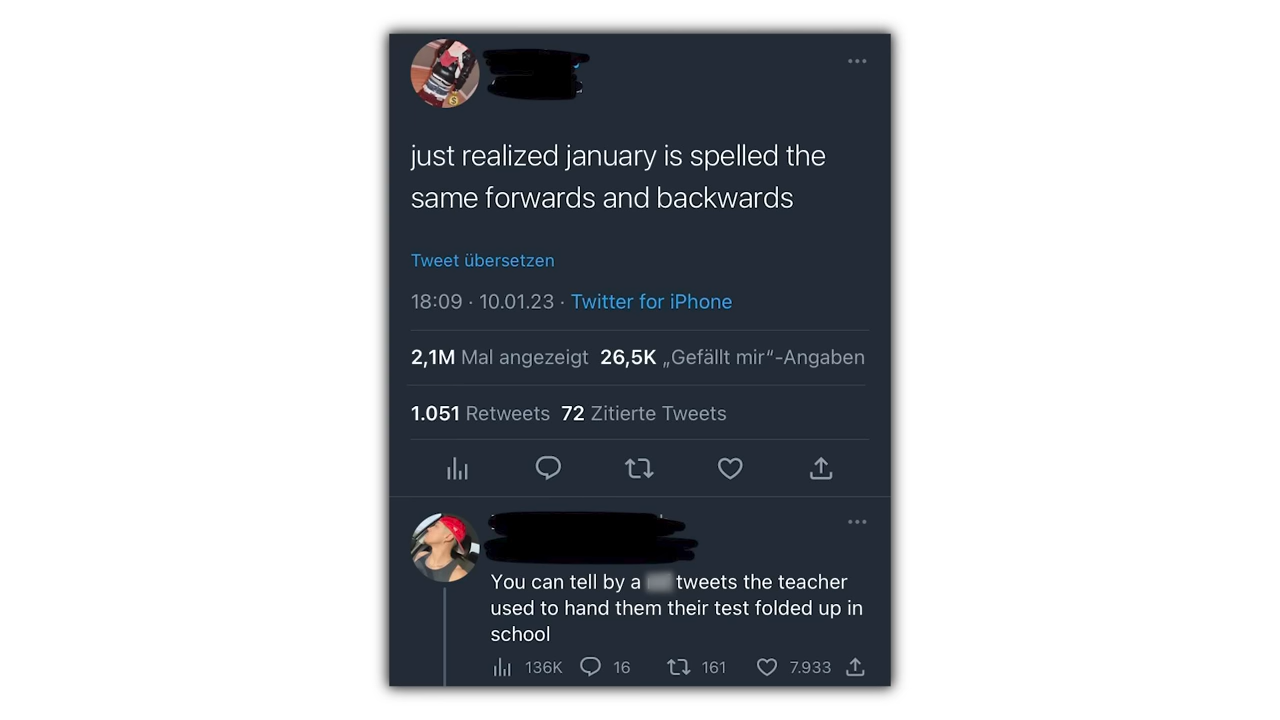 just realized january is spelled the
same forwards and backwards
Tweet übersetzen
18:09 · 10.01.23 · Twitter for iPhone
2,1M Mal angezeigt 26,5K „Gefällt mir“-Angaben
1.051 Retweets 72 Zitierte Tweets
You can tell by a tweets the teacher
used to hand them their test folded up in
school
136K 16 161 7.933